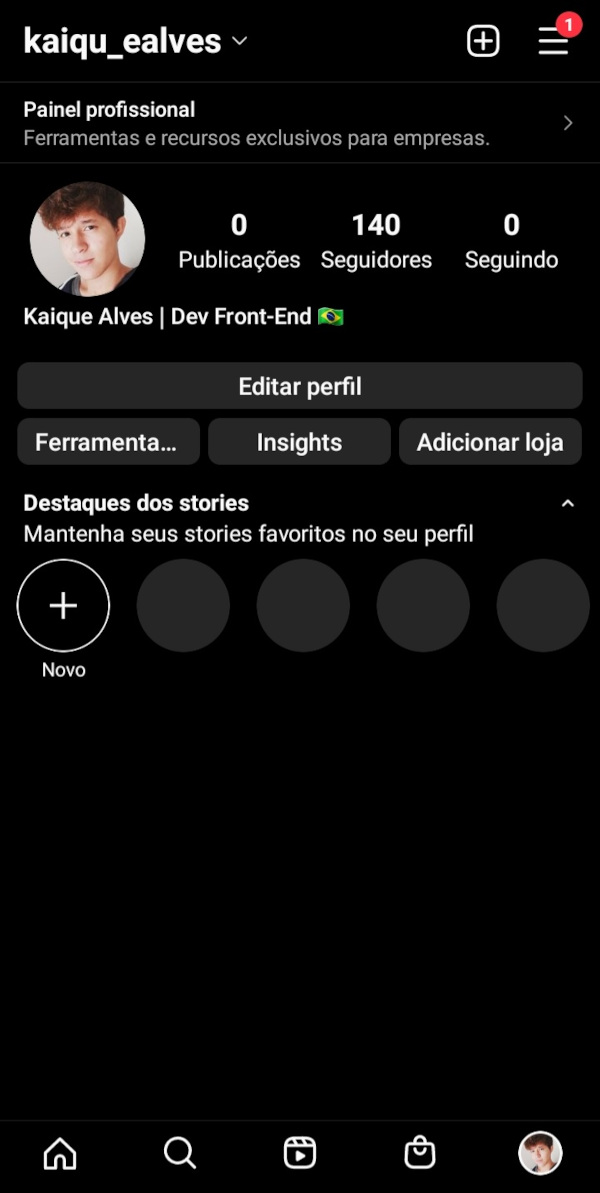 kaiqu_ealves
1
Painel profissional
Ferramentas e recursos exclusivos para empresas.
0 140 0
Publicações Seguidores Seguindo
Kaique Alves | Dev Front-End 🇧🇷
Editar perfil
Ferramenta... Insights Adicionar loja
Destaques dos stories
Mantenha seus stories favoritos no seu perfil
Novo